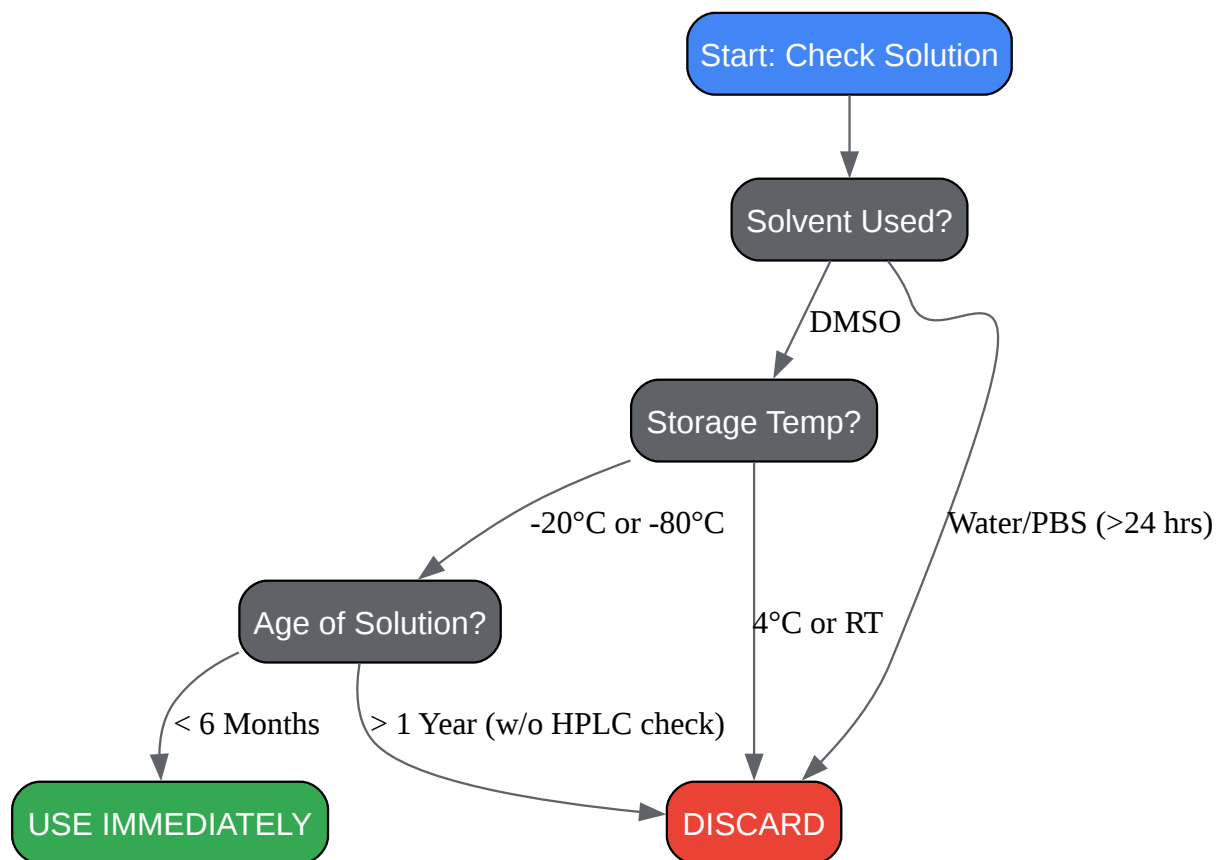 Start: Check Solution
Solvent Used?
DMSO
Storage Temp?
-20°C or -80°C
Water/PBS (>24 hrs)
Age of Solution?
4°C or RT
< 6 Months
> 1 Year (w/o HPLC check)
USE IMMEDIATELY
DISCARD